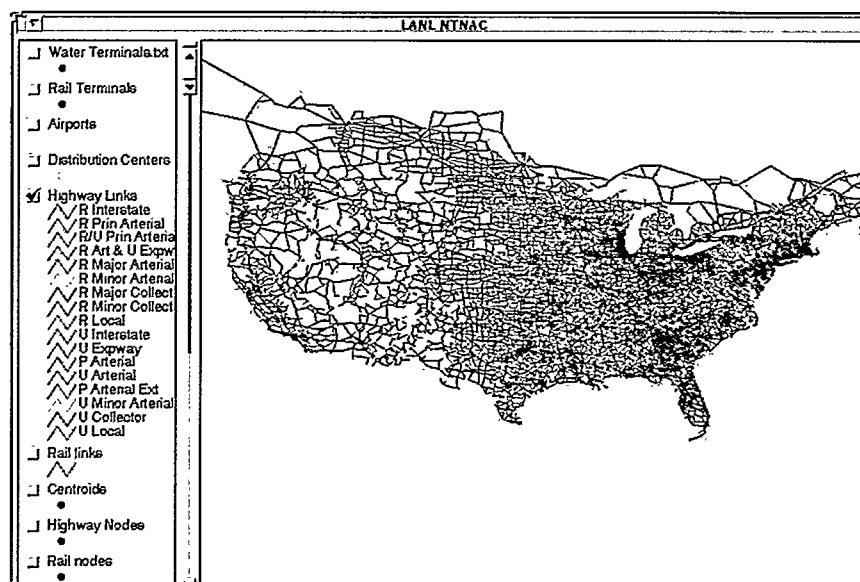 LANL NTNAC
Water Terminals.txt
Rail Terminals
Airports
Distribution Centers
Highway Links
R Interstate
R Prin Arterial
R/U Prin Arteria
R Art & U Expw
R Major Arterial
R Minor Arterial
R Major Collect
R Minor Collect
R Local
U Interstate
U Expway
P Arterial
U Arterial
P Arterial Ext
U Minor Arterial
U Collector
U Local
Rail links
Centroids
Highway Nodes
Rail nodes